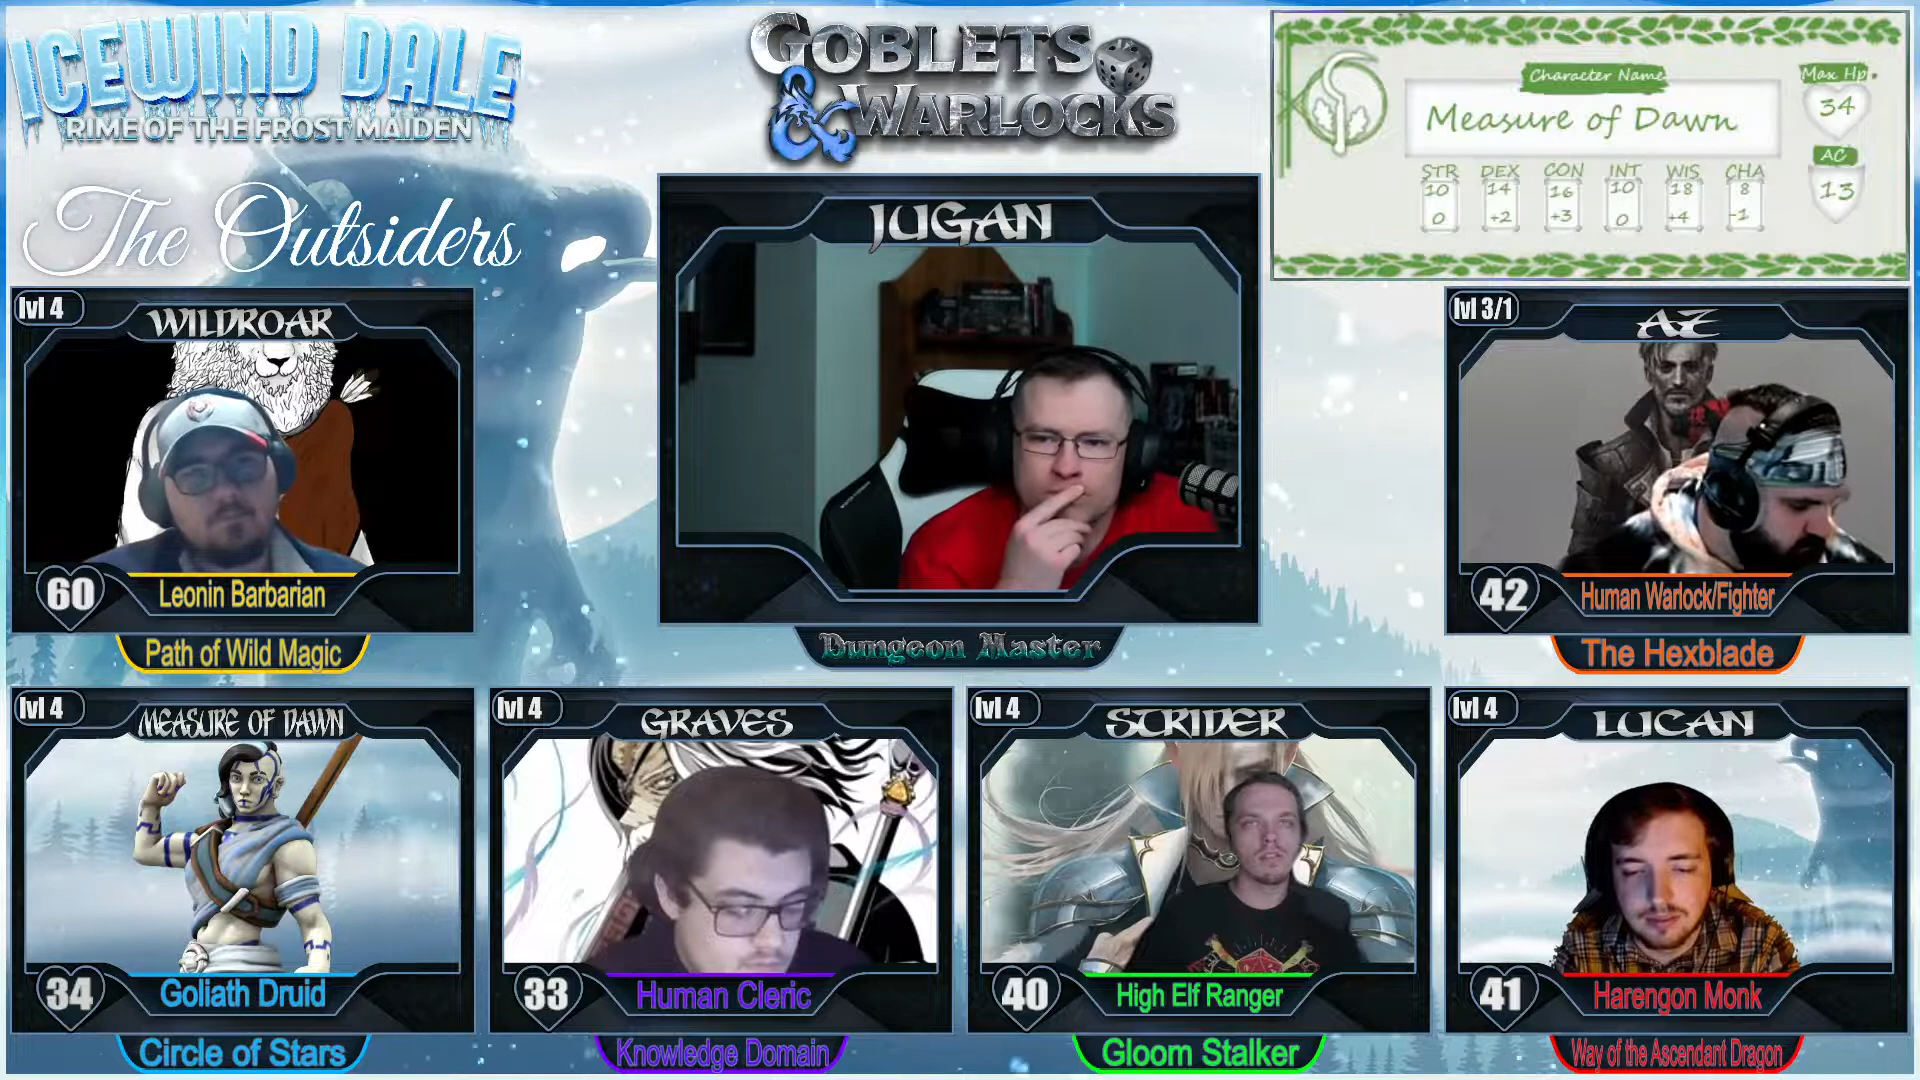 ICEWIND DALE
RIME OF THE FROSTMAIDEN
The Outsiders
GOBLETS
& WARLOCKS
Character Name
Measure of Dawn
Max Hp.
34
AC
13
STR DEX CON INT WIS CHA
10 14 16 10 18 8
0 +2 +3 0 +4 -1
JUGAN
Dungeon Master
lvl 4
WILDROAR
60
Leonin Barbarian
Path of Wild Magic
lvl 3/1
AZ
42
Human Warlock/Fighter
The Hexblade
lvl 4
MEASURE OF DAWN
34
Goliath Druid
Circle of Stars
lvl 4
GRAVES
33
Human Cleric
Knowledge Domain
lvl 4
STRIDER
40
High Elf Ranger
Gloom Stalker
lvl 4
LUCAN
41
Harengon Monk
Way of the Ascendant Dragon